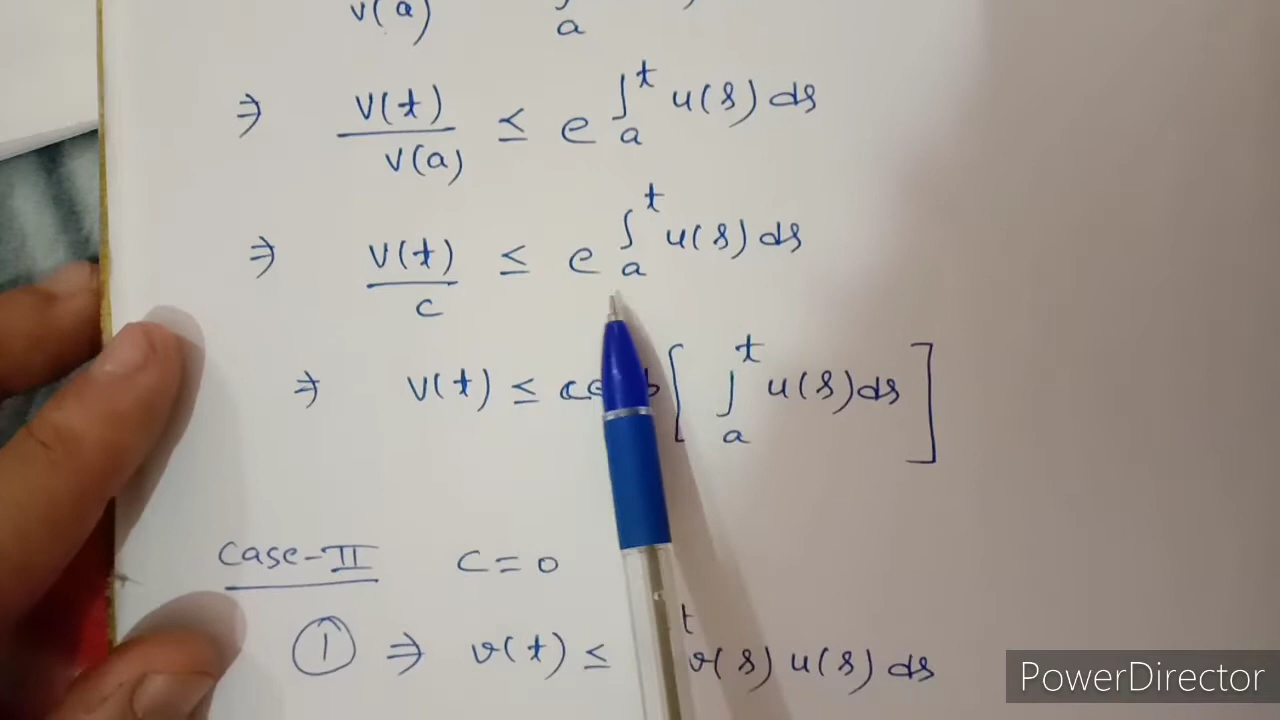 V(a) a
⇒ V(t)/V(a) ≤ e ∫_a^t u(s) ds
⇒ V(t)/c ≤ e ∫_a^t u(s) ds
⇒ V(t) ≤ [ ∫_a^t u(s) ds ]
Case-II c = 0
① ⇒ v(t) ≤ t v(s) u(s) ds
PowerDirector